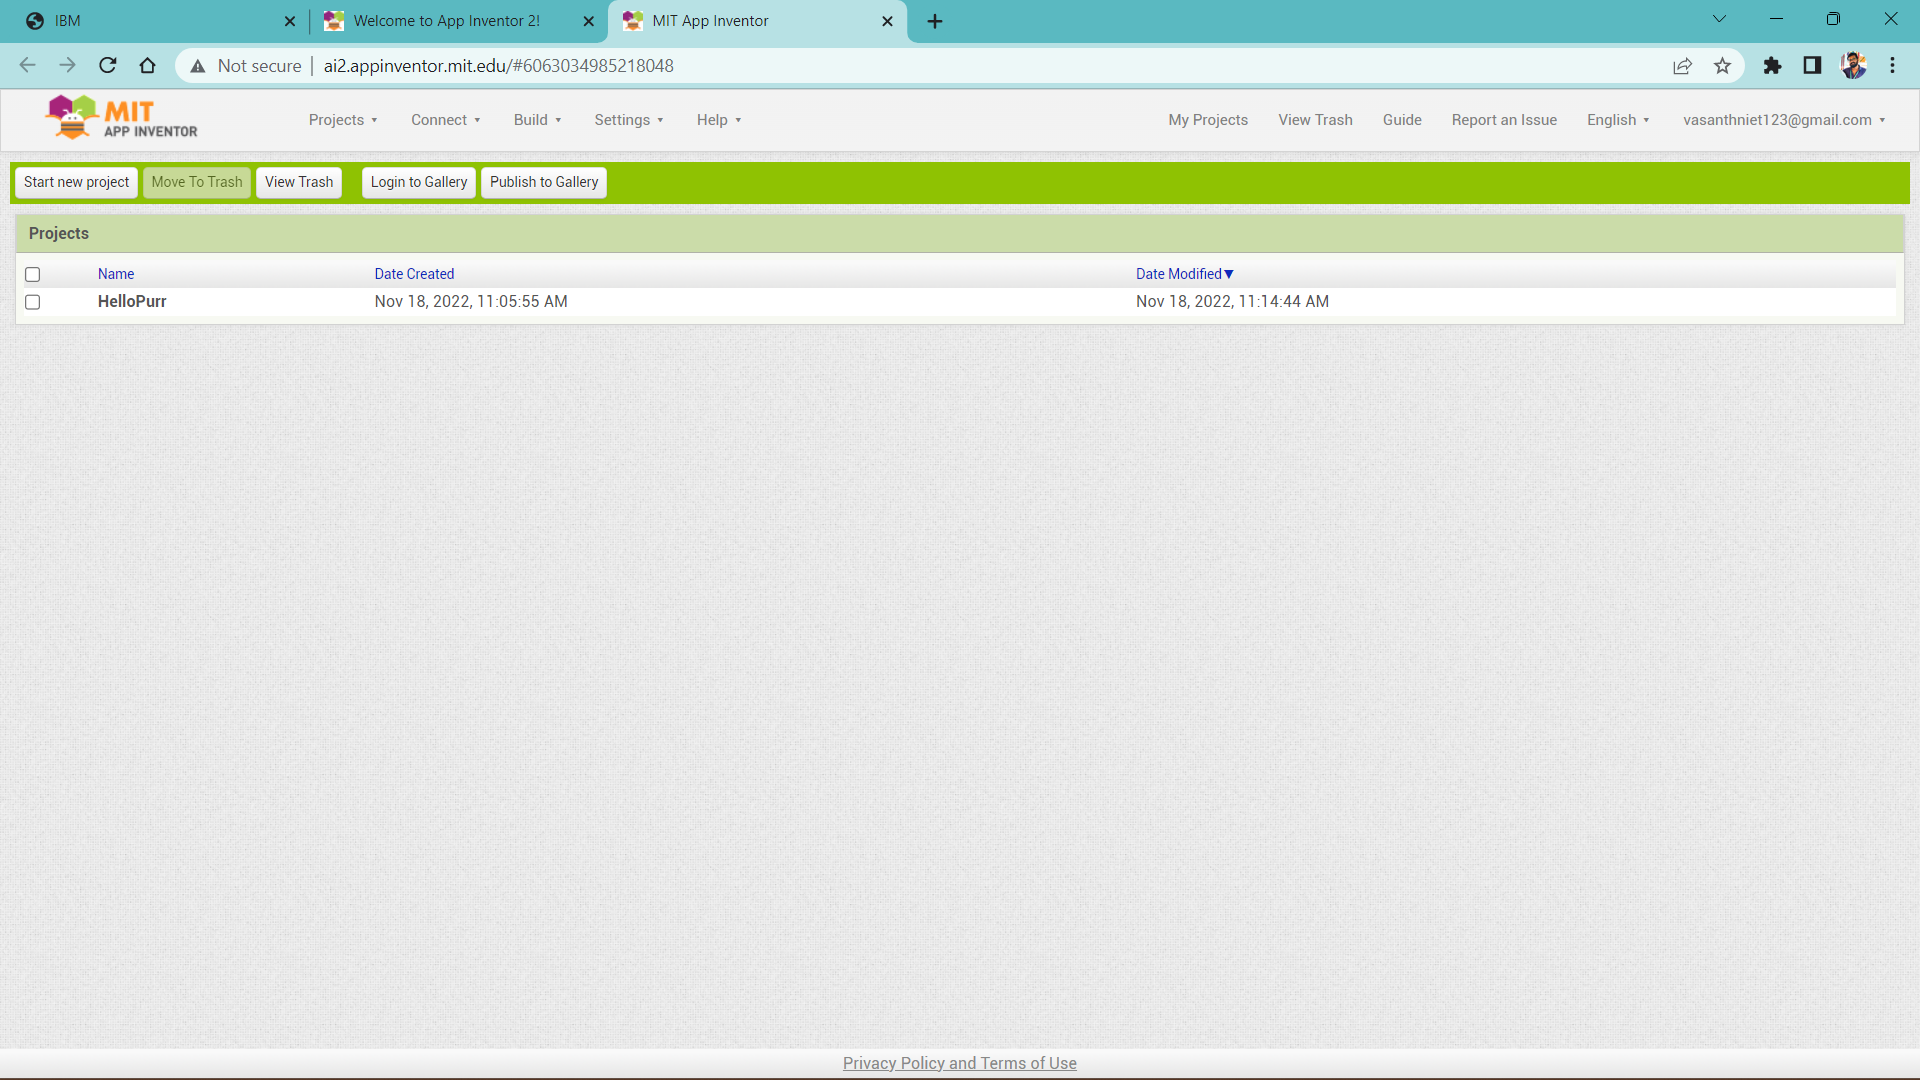 IBM
Welcome to App Inventor 2!
MIT App Inventor
Not secure
ai2.appinventor.mit.edu/#6063034985218048
MIT
APP INVENTOR
Projects
Connect
Build
Settings
Help
My Projects
View Trash
Guide
Report an Issue
English
vasanthniet123@gmail.com
Start new project
Move To Trash
View Trash
Login to Gallery
Publish to Gallery
Projects
Name Date Created Date Modified
HelloPurr Nov 18, 2022, 11:05:55 AM Nov 18, 2022, 11:14:44 AM
Privacy Policy and Terms of Use